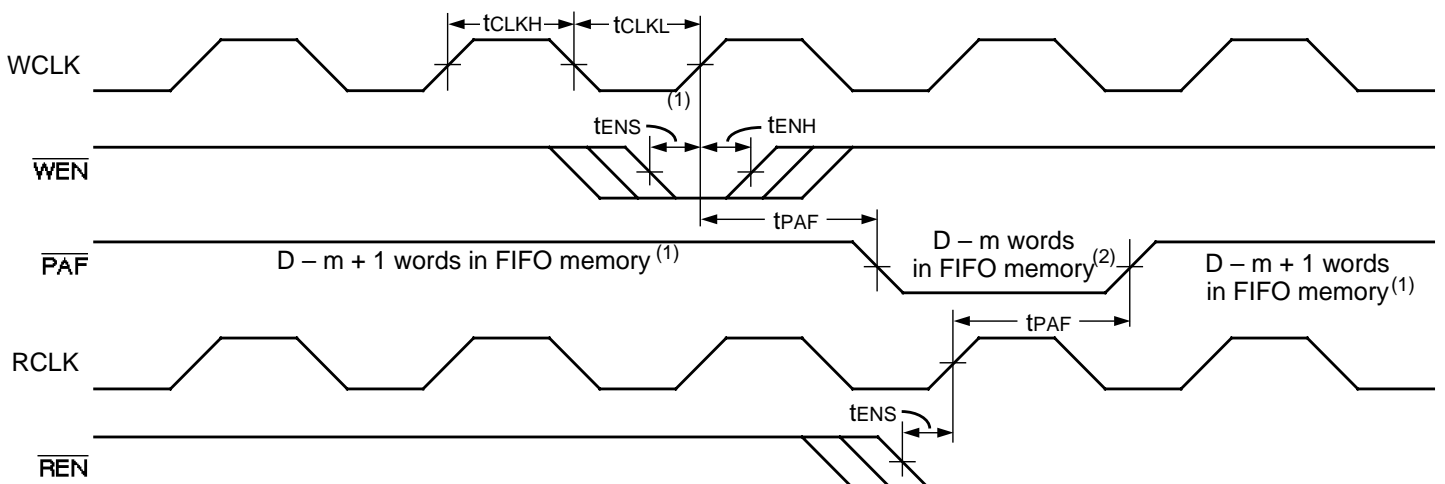 tCLKH
tCLKL
WCLK
(1)
tENS
tENH
WEN
tPAF
PAF
D – m + 1 words in FIFO memory (1)
D – m words
in FIFO memory(2)
D – m + 1 words
in FIFO memory(1)
tPAF
RCLK
tENS
REN